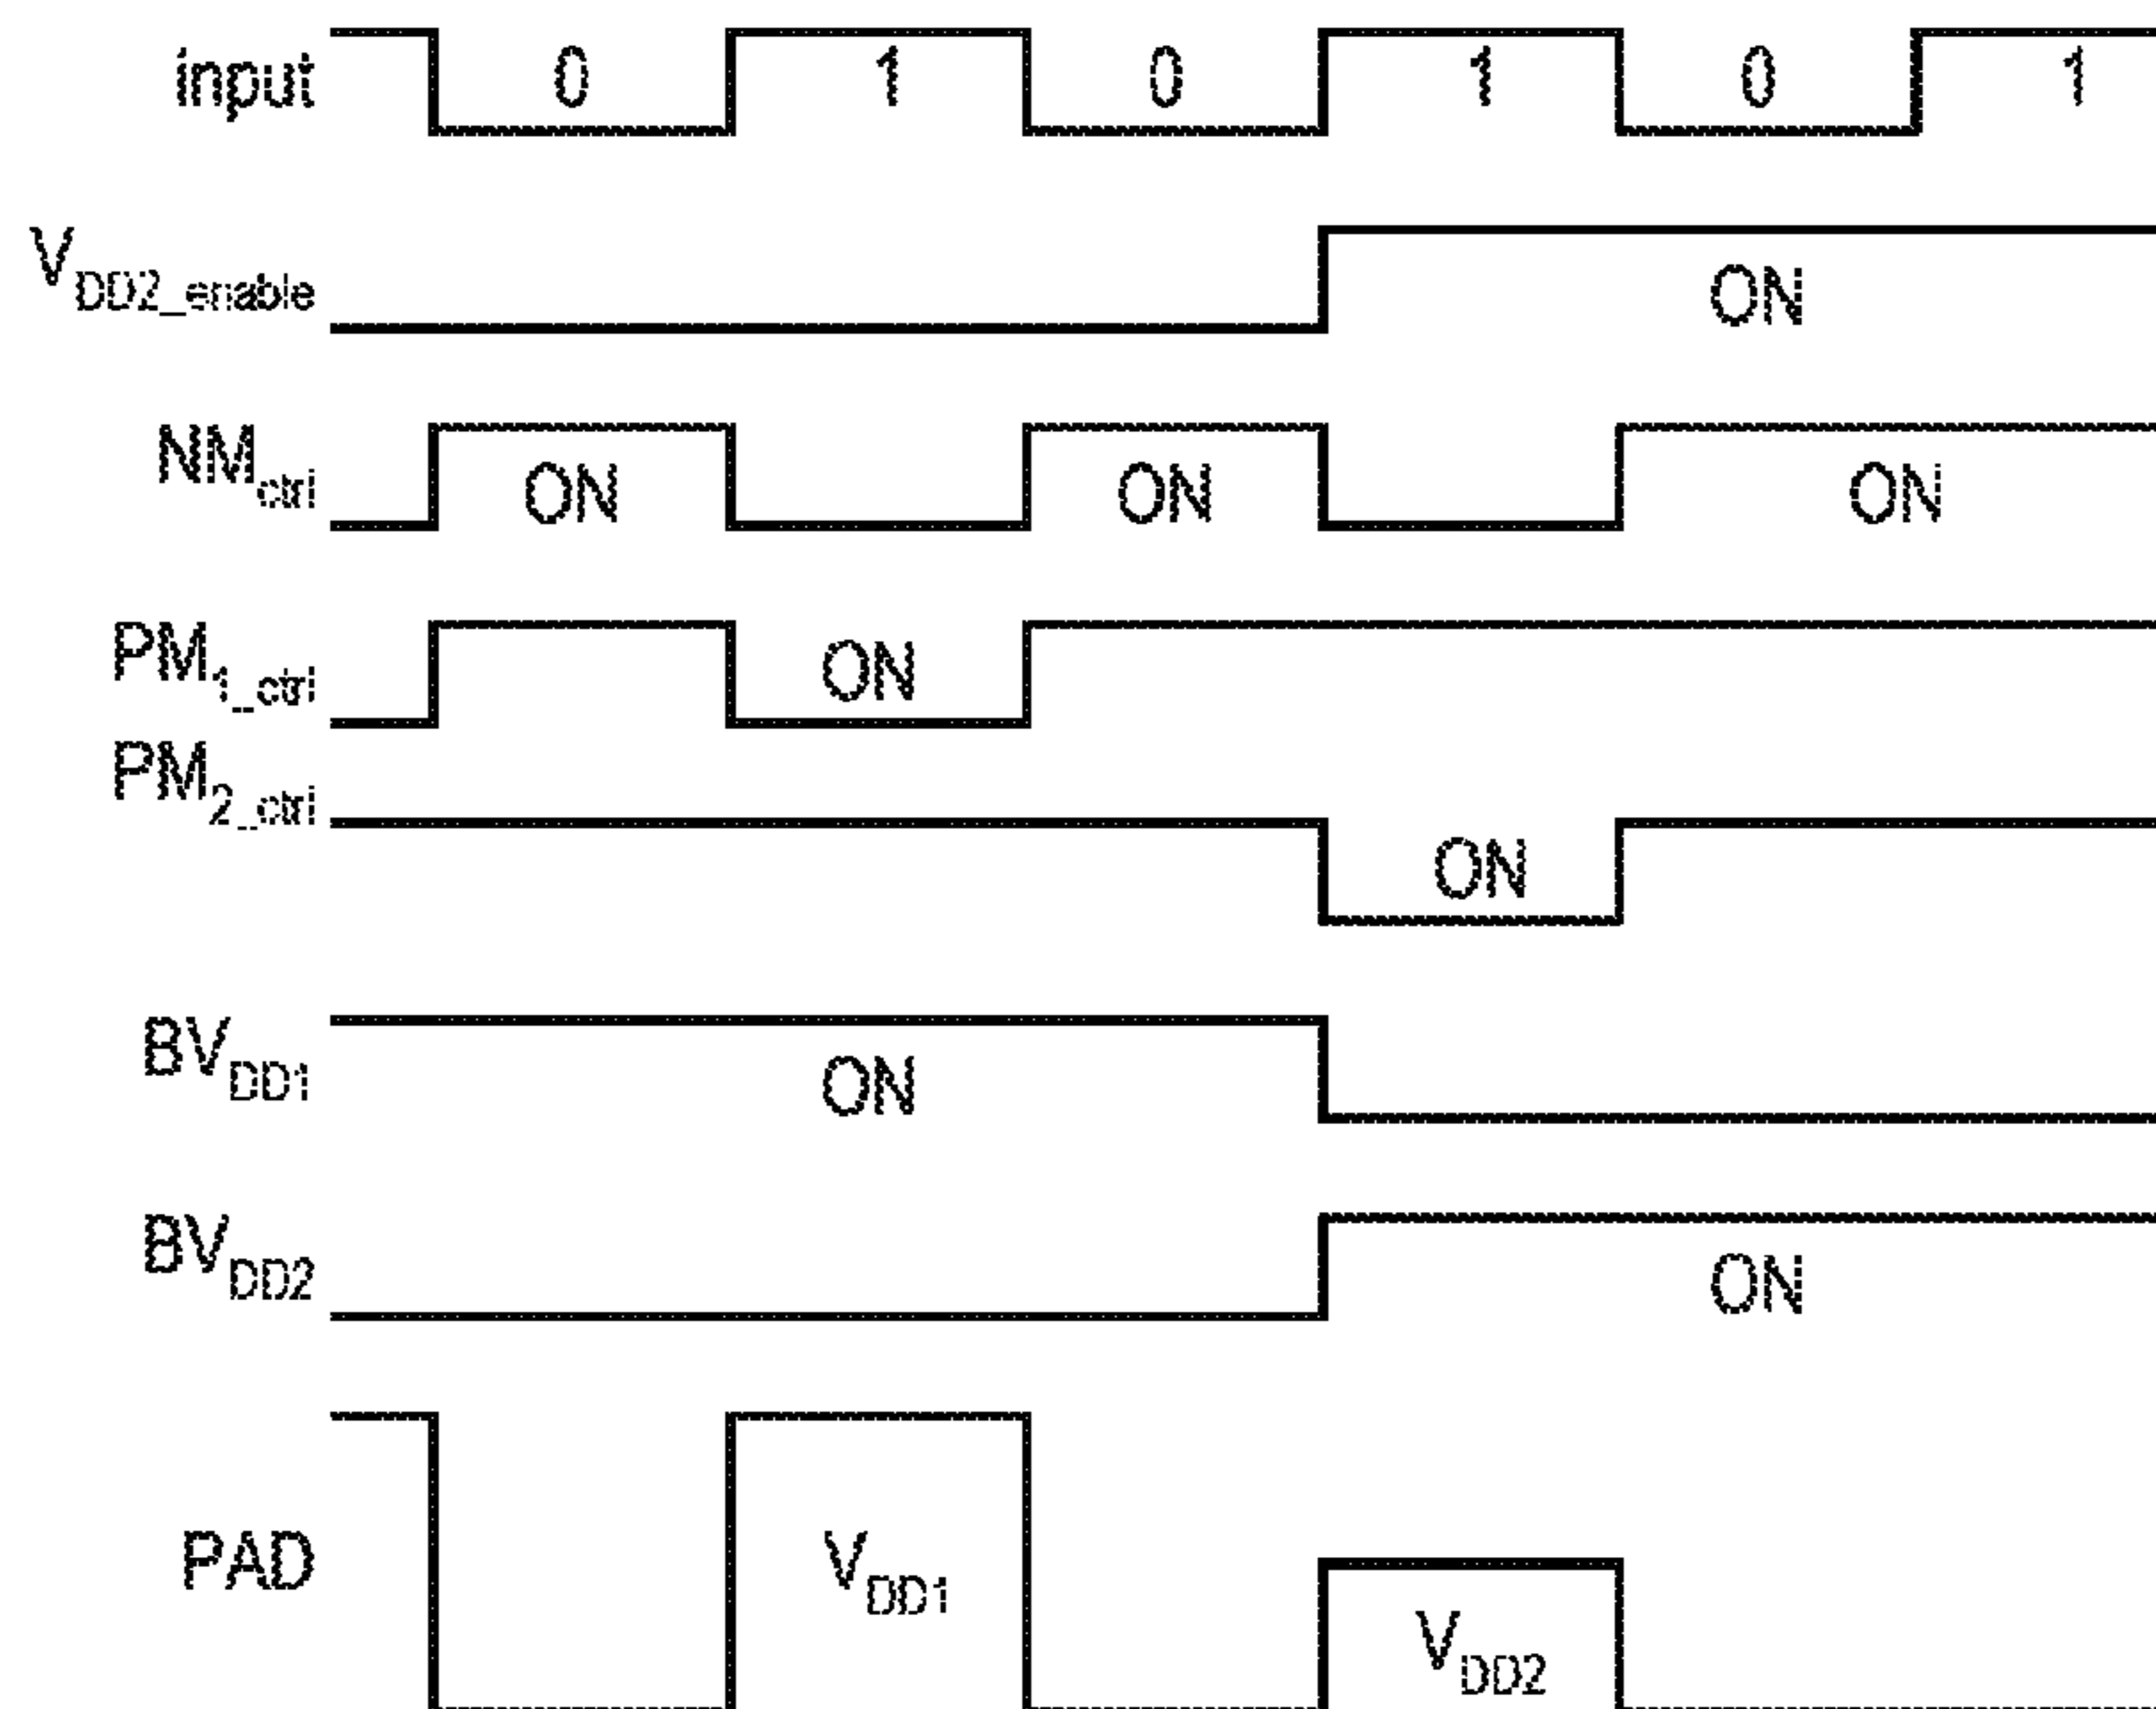 input 0 1 0 1 0 1
VDD2_enable ON
NMctrl ON ON ON
PM1_ctrl ON
PM2_ctrl ON
BVDD1 ON
BVDD2 ON
PAD VDD1 VDD2